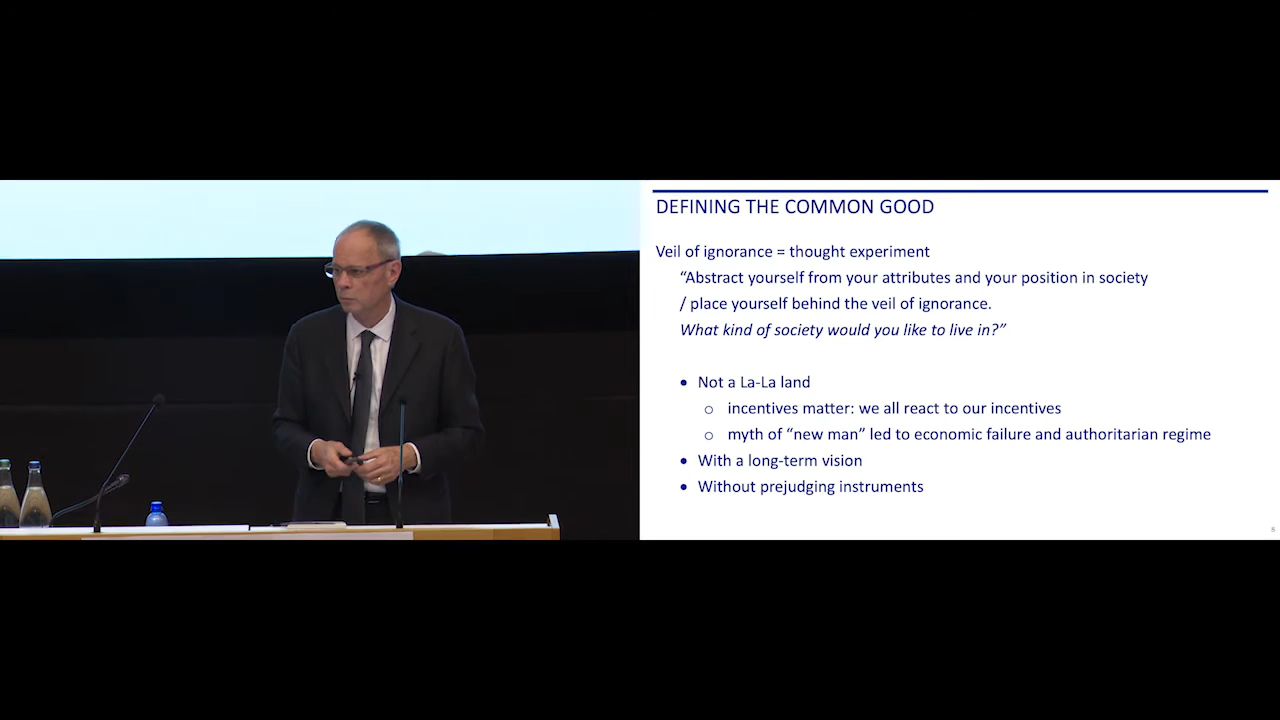 DEFINING THE COMMON GOOD
Veil of ignorance = thought experiment
“Abstract yourself from your attributes and your position in society
/ place yourself behind the veil of ignorance.
What kind of society would you like to live in?”
• Not a La-La land
o incentives matter: we all react to our incentives
o myth of “new man” led to economic failure and authoritarian regime
• With a long-term vision
• Without prejudging instruments
8